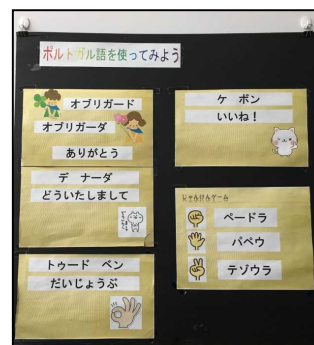 ポルトガル語を使ってみよう
オブリガード
オブリガーダ
ありがとう
デ ナーダ
どういたしまして
トゥード ベン
だいじょうぶ
ケ ボン
いいね！
じゃんけんゲーム
ペードラ
パペウ
テゾウラ